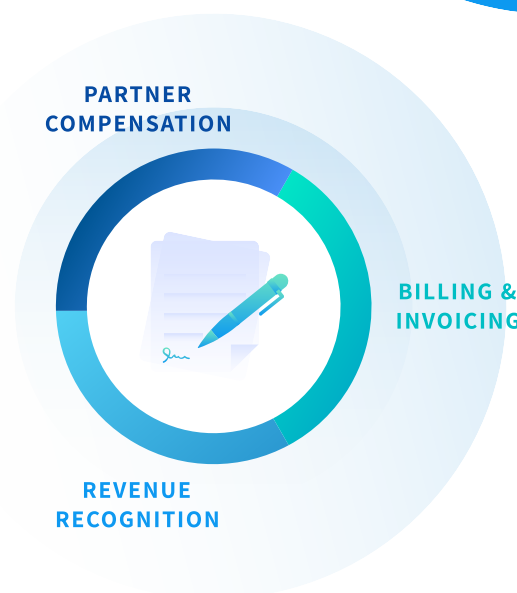 PARTNER
COMPENSATION
BILLING &
INVOICING
REVENUE
RECOGNITION